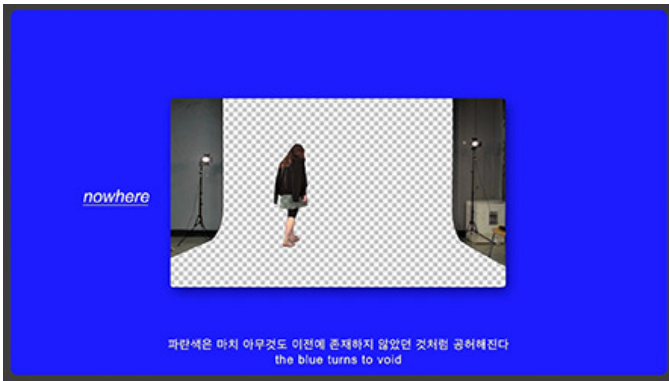 nowhere
파란색은 마치 아무것도 이전에 존재하지 않았던 것처럼 공허해진다
the blue turns to void